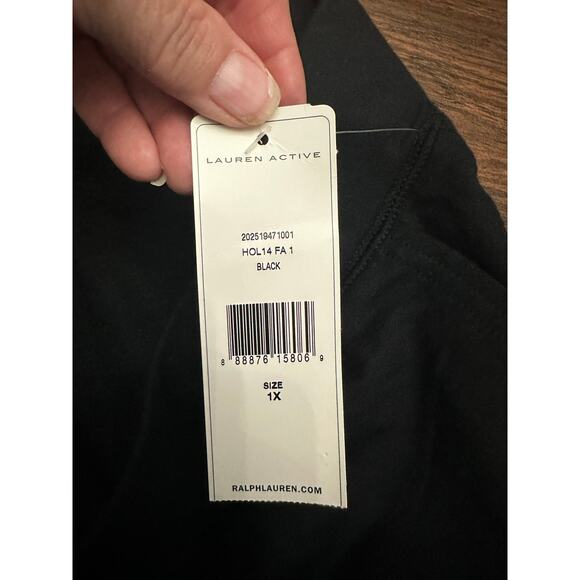 LAUREN ACTIVE
202519471001
HOL14 FA 1
BLACK
8 88876 15806 9
SIZE
1X
RALPHLAUREN.COM